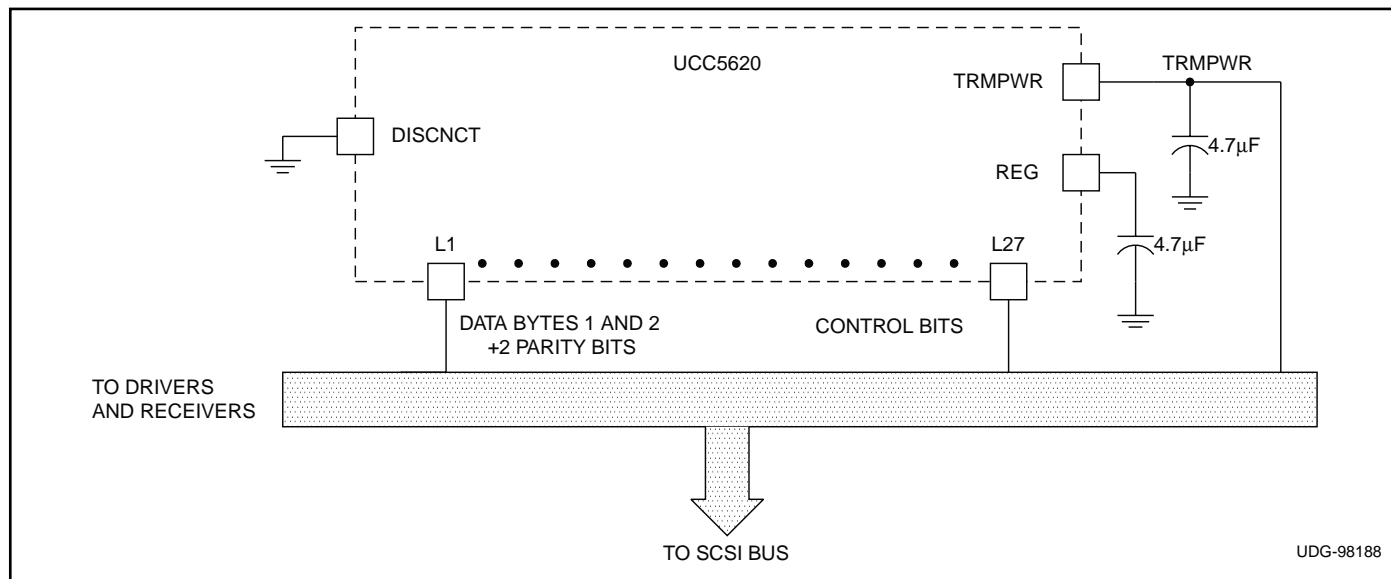 UCC5620
TRMPWR
TRMPWR
DISCNCT
4.7µF
REG
L1
L27
4.7µF
DATA BYTES 1 AND 2
+2 PARITY BITS
CONTROL BITS
TO DRIVERS
AND RECEIVERS
TO SCSI BUS
UDG-98188